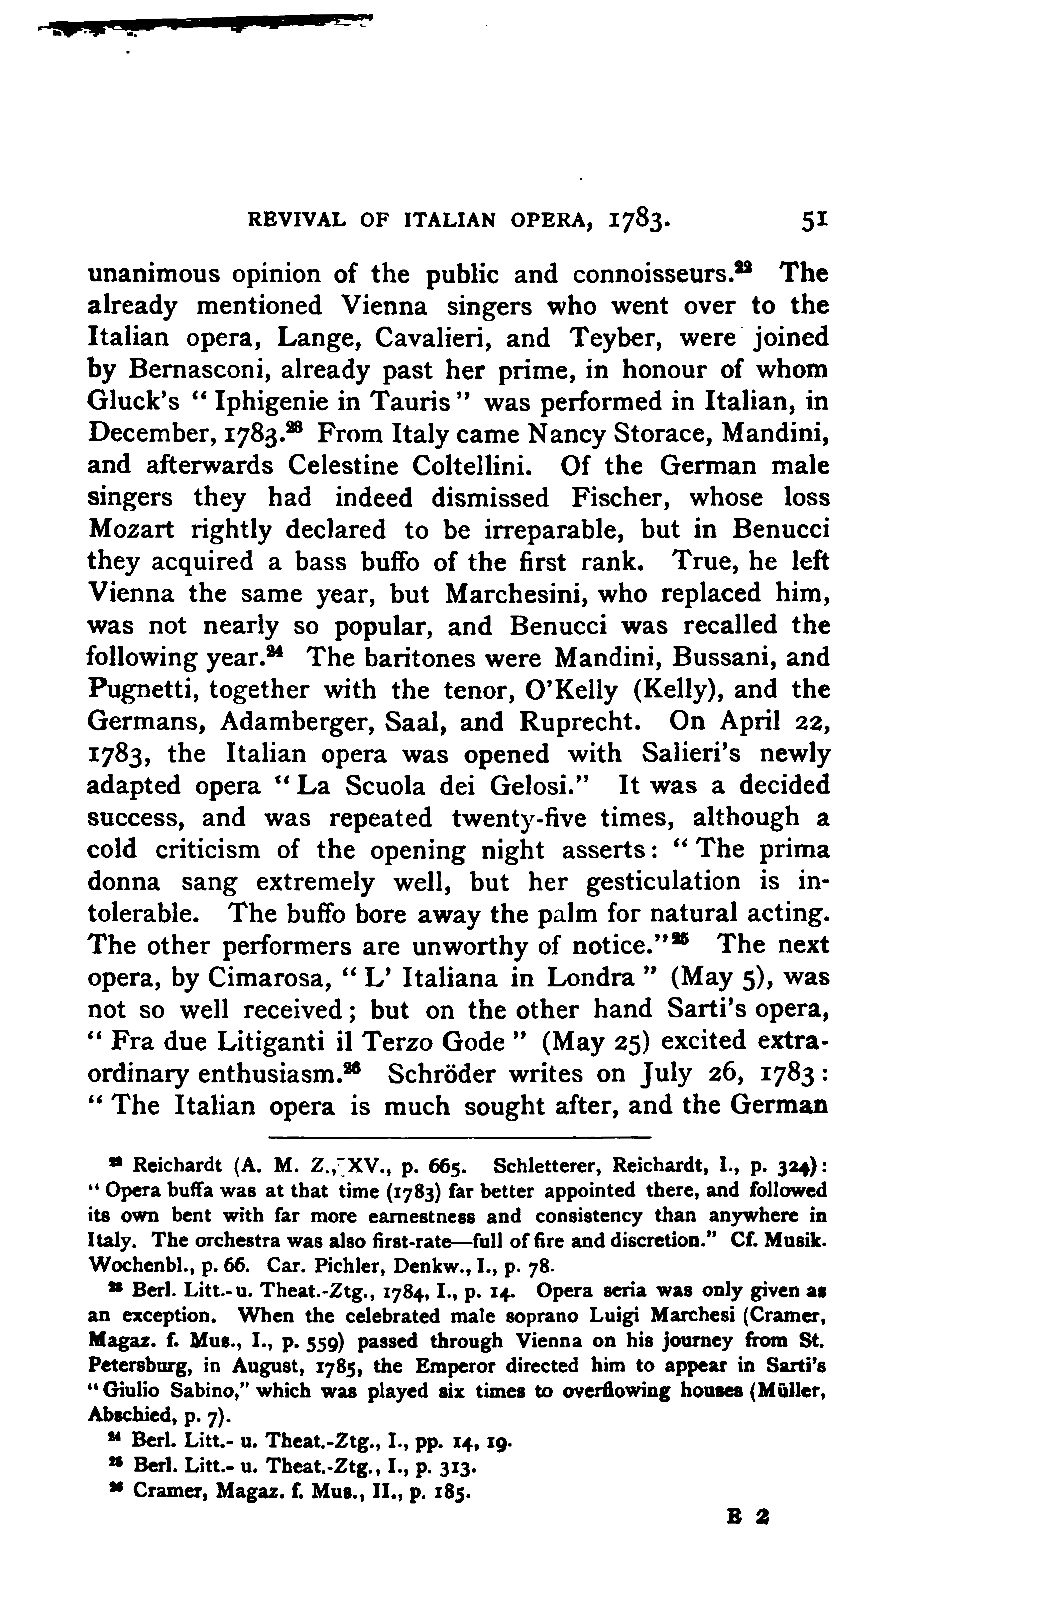 REVIVAL OF ITALIAN OPERA, 1783. 51
unanimous opinion of the public and connoisseurs.²² The
already mentioned Vienna singers who went over to the
Italian opera, Lange, Cavalieri, and Teyber, were joined
by Bernasconi, already past her prime, in honour of whom
Gluck's “ Iphigenie in Tauris ” was performed in Italian, in
December, 1783.²³ From Italy came Nancy Storace, Mandini,
and afterwards Celestine Coltellini. Of the German male
singers they had indeed dismissed Fischer, whose loss
Mozart rightly declared to be irreparable, but in Benucci
they acquired a bass buffo of the first rank. True, he left
Vienna the same year, but Marchesini, who replaced him,
was not nearly so popular, and Benucci was recalled the
following year.²⁴ The baritones were Mandini, Bussani, and
Pugnetti, together with the tenor, O'Kelly (Kelly), and the
Germans, Adamberger, Saal, and Ruprecht. On April 22,
1783, the Italian opera was opened with Salieri's newly
adapted opera “ La Scuola dei Gelosi.” It was a decided
success, and was repeated twenty-five times, although a
cold criticism of the opening night asserts: “ The prima
donna sang extremely well, but her gesticulation is in-
tolerable. The buffo bore away the palm for natural acting.
The other performers are unworthy of notice.”²⁵ The next
opera, by Cimarosa, “ L' Italiana in Londra ” (May 5), was
not so well received ; but on the other hand Sarti's opera,
“ Fra due Litiganti il Terzo Gode ” (May 25) excited extra-
ordinary enthusiasm.²⁶ Schröder writes on July 26, 1783 :
“ The Italian opera is much sought after, and the German
²² Reichardt (A. M. Z., XV., p. 665. Schletterer, Reichardt, I., p. 324) :
“ Opera buffa was at that time (1783) far better appointed there, and followed
its own bent with far more earnestness and consistency than anywhere in
Italy. The orchestra was also first-rate—full of fire and discretion.” Cf. Musik.
Wochenbl., p. 66. Car. Pichler, Denkw., I., p. 78.
²³ Berl. Litt.-u. Theat.-Ztg., 1784, I., p. 14. Opera seria was only given as
an exception. When the celebrated male soprano Luigi Marchesi (Cramer,
Magaz. f. Mus., I., p. 559) passed through Vienna on his journey from St.
Petersburg, in August, 1785, the Emperor directed him to appear in Sarti's
“ Giulio Sabino,” which was played six times to overflowing houses (Müller,
Abschied, p. 7).
²⁴ Berl. Litt.- u. Theat.-Ztg., I., pp. 14, 19.
²⁵ Berl. Litt.- u. Theat.-Ztg., I., p. 313.
²⁶ Cramer, Magaz. f. Mus., II., p. 185.
E 2